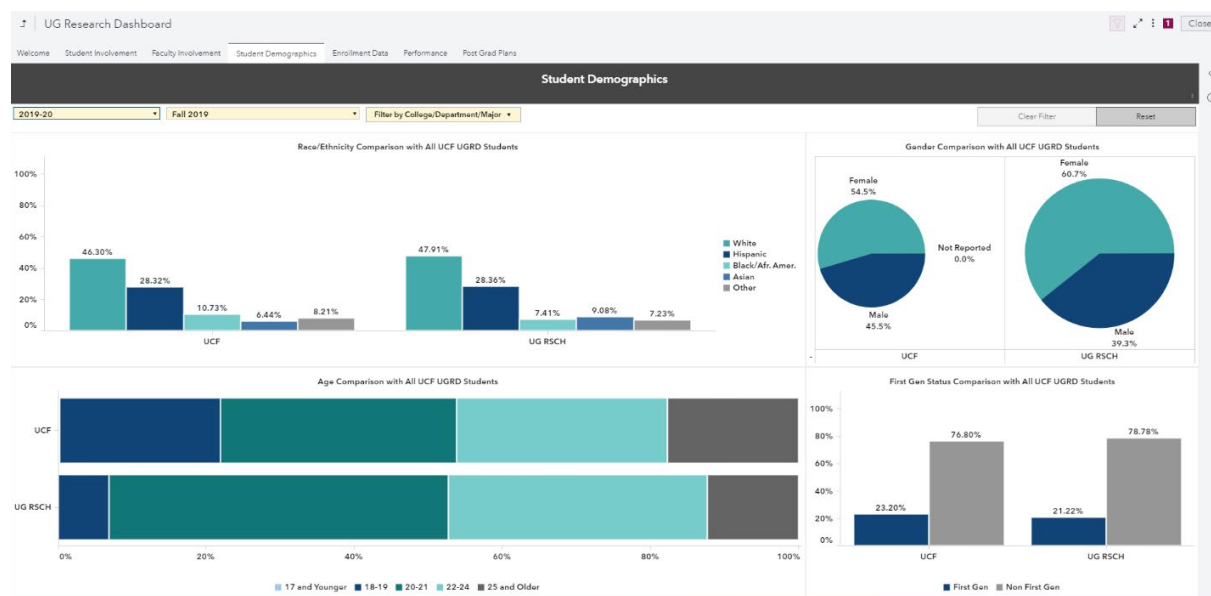 UG Research Dashboard
1
Close
Welcome Student Involvement Faculty Involvement Student Demographics Enrollment Data Performance Post Grad Plans
Student Demographics
2019-20
Fall 2019
Filter by College/Department/Major
Clear Filter
Reset
Race/Ethnicity Comparison with All UCF UGRD Students
100%
80%
60%
40%
20%
0%
46.30%
28.32%
10.73%
6.44%
8.21%
47.91%
28.36%
7.41%
9.08%
7.23%
UCF
UG RSCH
White
Hispanic
Black/Afr. Amer.
Asian
Other
Gender Comparison with All UCF UGRD Students
Female
54.5%
Not Reported
0.0%
Male
45.5%
Female
60.7%
Male
39.3%
-
UCF
UG RSCH
Age Comparison with All UCF UGRD Students
UCF
UG RSCH
0%
20%
40%
60%
80%
100%
17 and Younger
18-19
20-21
22-24
25 and Older
First Gen Status Comparison with All UCF UGRD Students
100%
80%
60%
40%
20%
0%
23.20%
76.80%
21.22%
78.78%
UCF
UG RSCH
First Gen
Non First Gen